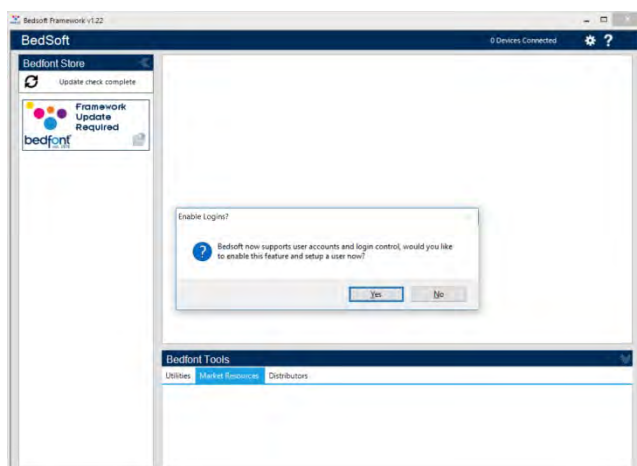 Bedsoft Framework v1.22
BedSoft
0 Devices Connected
?
Bedfont Store
Update check complete
Framework
Update
Required
bedfont
Enable Logins?
Bedsoft now supports user accounts and login control, would you like
to enable this feature and setup a user now?
Yes
No
Bedfont Tools
Utilities Market Resources Distributors